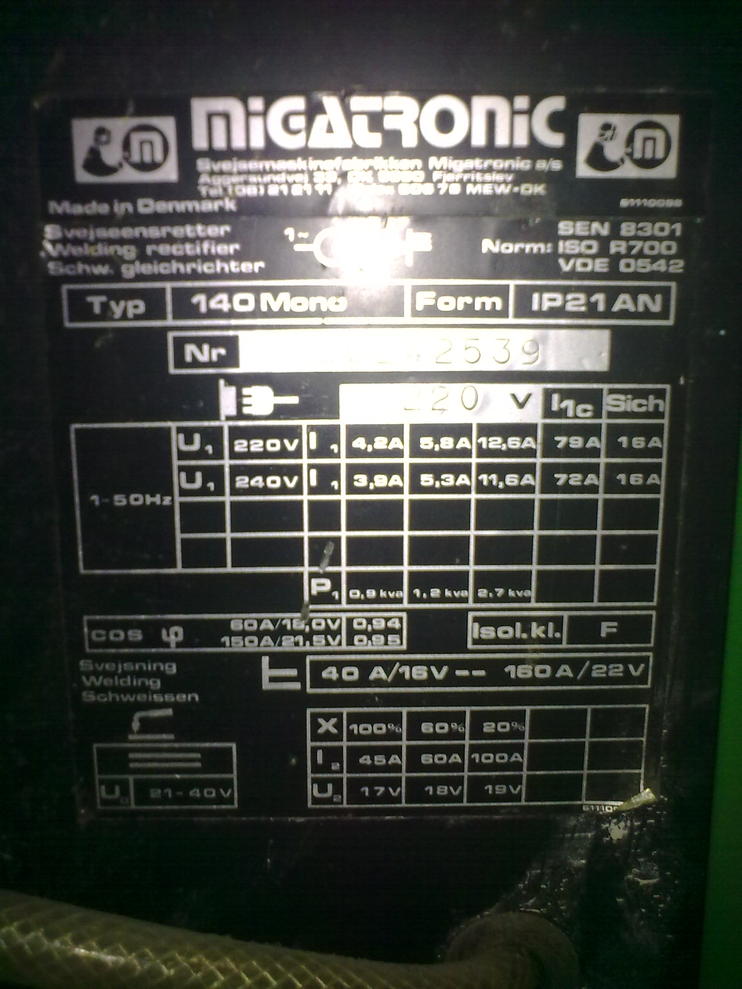 m MIGATRONIC m
Svejsemaskinefabrikken Migatronic a/s
Aggersundvej 33, DK 9690 Fjerritslev
Made in Denmark
Svejseensretter 1~ SEN 8301
Welding rectifier Norm: ISO R700
Schw. gleichrichter VDE 0542
Typ 140 Mono Form IP21AN
Nr 2539
220 V I1c Sich
U1 220V I1 4,2A 5,8A 12,6A 79A 16A
1~50Hz
U1 240V I1 3,9A 5,3A 11,6A 72A 16A
P1 0,9 kva 1,2 kva 2,7 kva
cos φ 60A/18,0V 0,94
150A/21,5V 0,95
Isol.kl. F
Svejsning
Welding
Schweissen
40 A/16V -- 160A/22V
X 100% 60% 20%
I2 45A 60A 100A
U0 21-40V
U2 17V 18V 19V